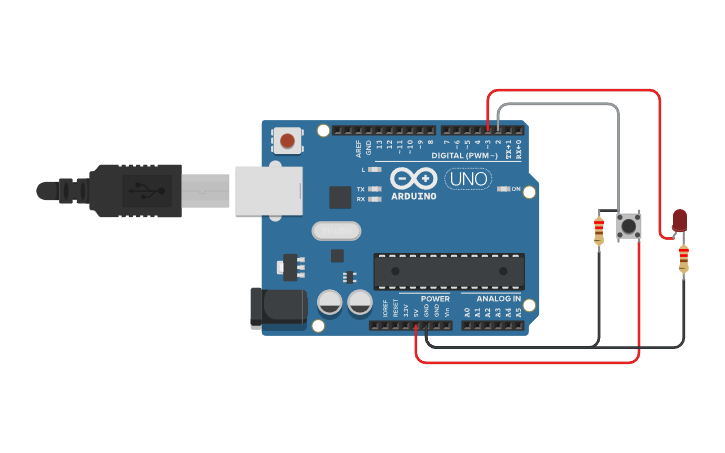 AREF
GND
13
12
~11
~10
~9
8
7
~6
~5
4
~3
2
TX→1
RX←0
DIGITAL (PWM~)
L
TX
RX
ARDUINO
UNO
ON
POWER
ANALOG IN
IOREF
RESET
3.3V
5V
GND
GND
Vin
A0
A1
A2
A3
A4
A5